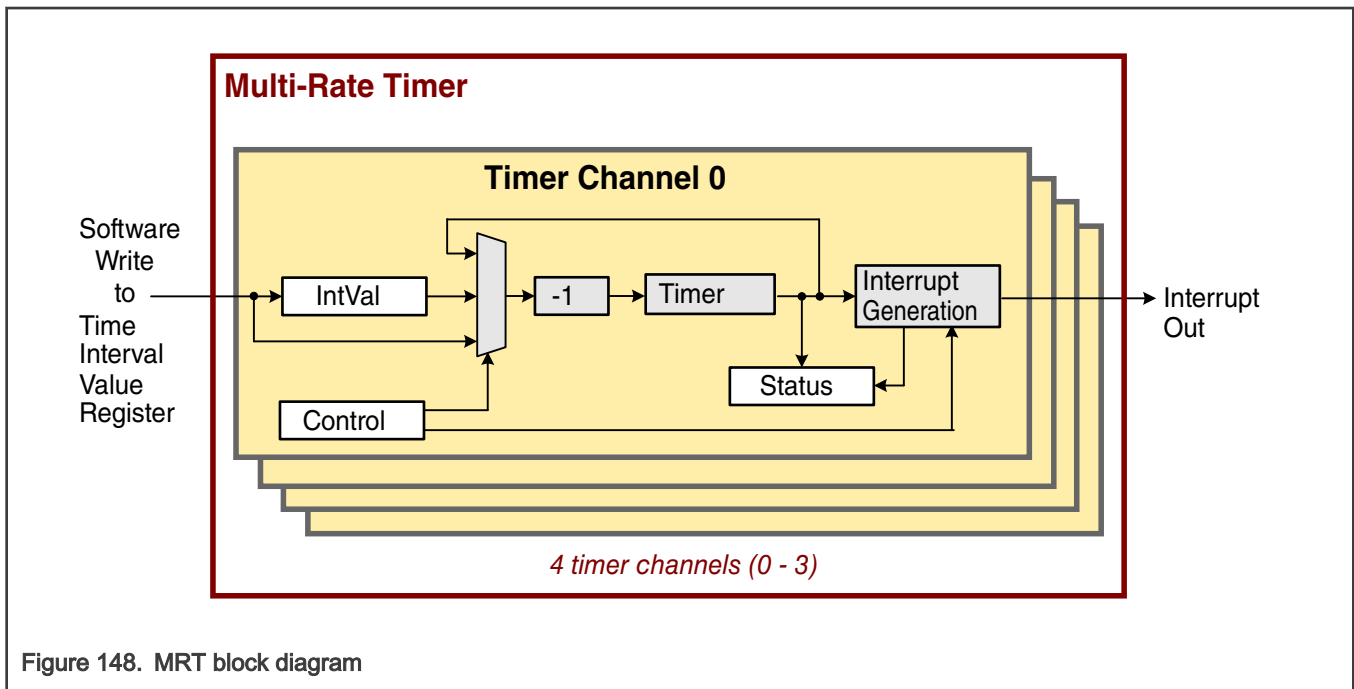 Multi-Rate Timer
Timer Channel 0
Software
Write
to
Time
Interval
Value
Register
IntVal
-1
Timer
Interrupt
Generation
Status
Control
Interrupt
Out
4 timer channels (0 - 3)
Figure 148. MRT block diagram